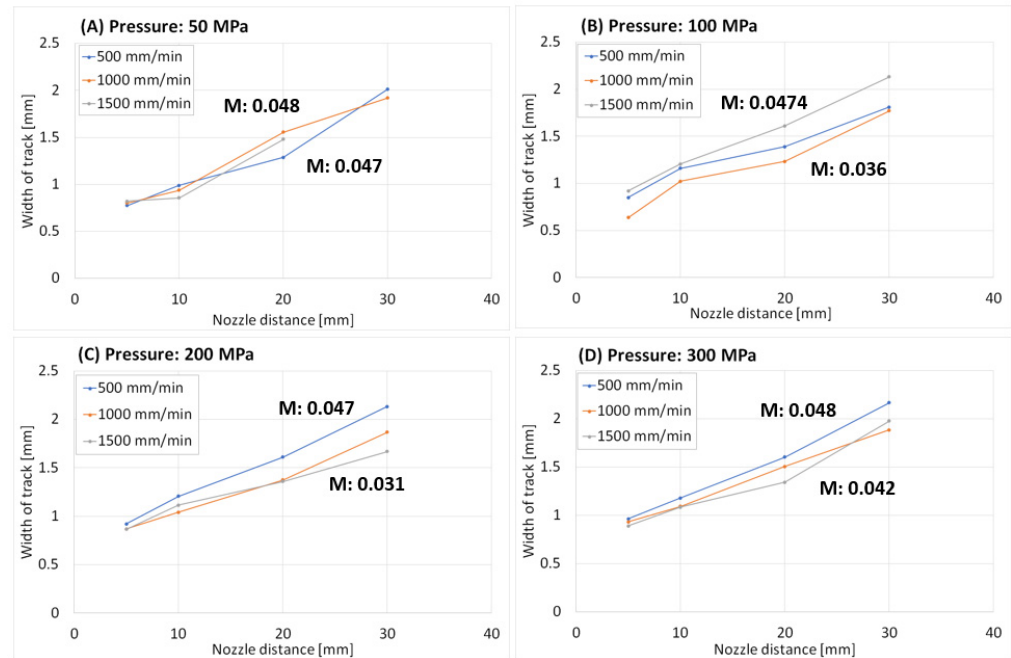 (A) Pressure: 50 MPa
2.5
500 mm/min
1000 mm/min
1500 mm/min
2
M: 0.048
1.5
M: 0.047
1
0.5
0
Width of track [mm]
0 10 20 30 40
Nozzle distance [mm]
(B) Pressure: 100 MPa
2.5
500 mm/min
1000 mm/min
1500 mm/min
2
M: 0.0474
1.5
M: 0.036
1
0.5
0
Width of track [mm]
0 10 20 30 40
Nozzle distance [mm]
(C) Pressure: 200 MPa
2.5
500 mm/min
1000 mm/min
1500 mm/min
2
M: 0.047
1.5
M: 0.031
1
0.5
0
Width of track [mm]
0 10 20 30 40
Nozzle distance [mm]
(D) Pressure: 300 MPa
2.5
500 mm/min
1000 mm/min
1500 mm/min
2
M: 0.048
1.5
M: 0.042
1
0.5
0
Width of track [mm]
0 10 20 30 40
Nozzle distance [mm]